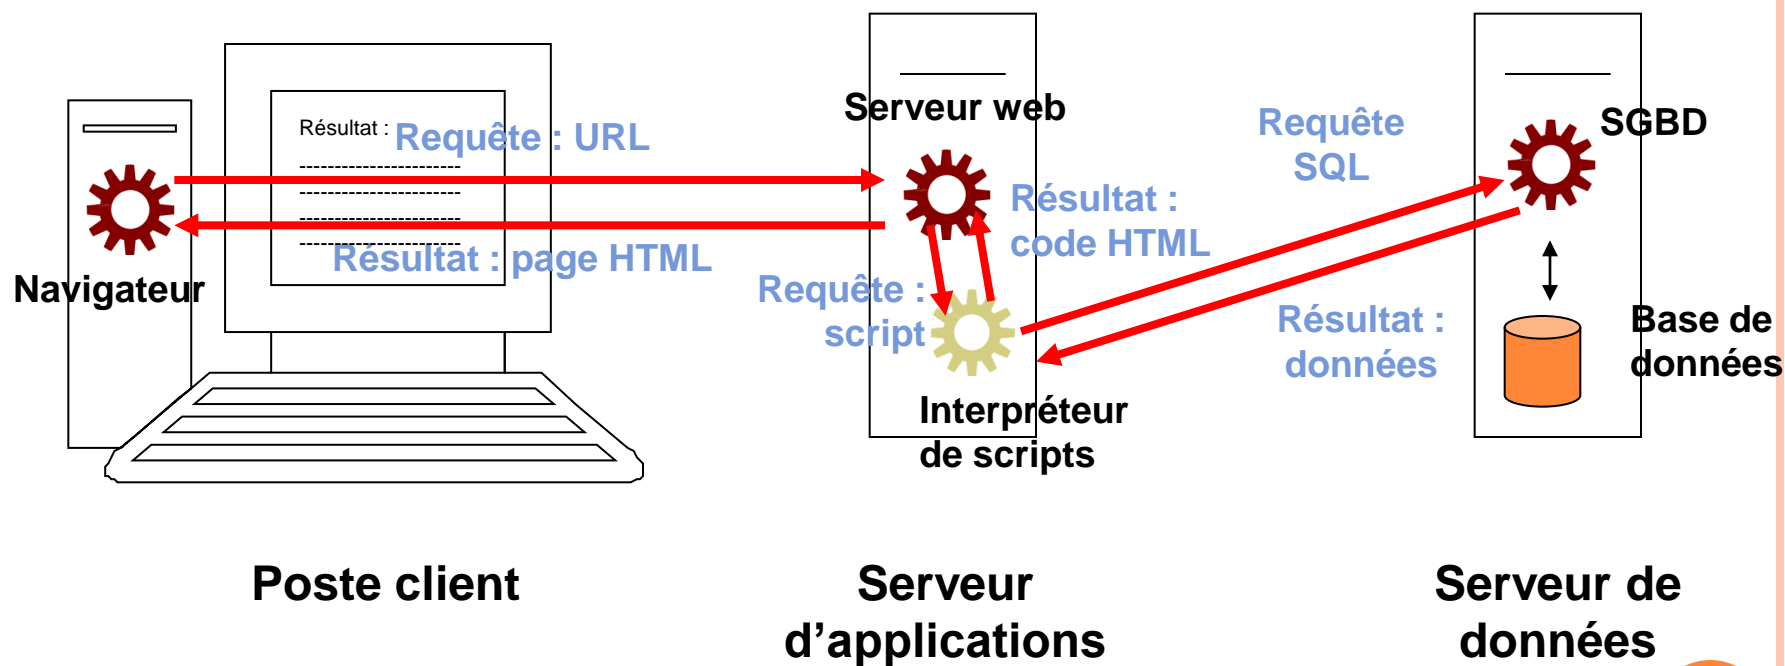 Serveur web
Requête
SQL
SGBD
Résultat :
Requête : URL
-----------------------
-----------------------
-----------------------
-----------------------
Résultat : page HTML
Navigateur
Résultat :
code HTML
Requête :
script
Résultat :
données
Base de
données
Interpréteur
de scripts
Poste client
Serveur
d’applications
Serveur de
données